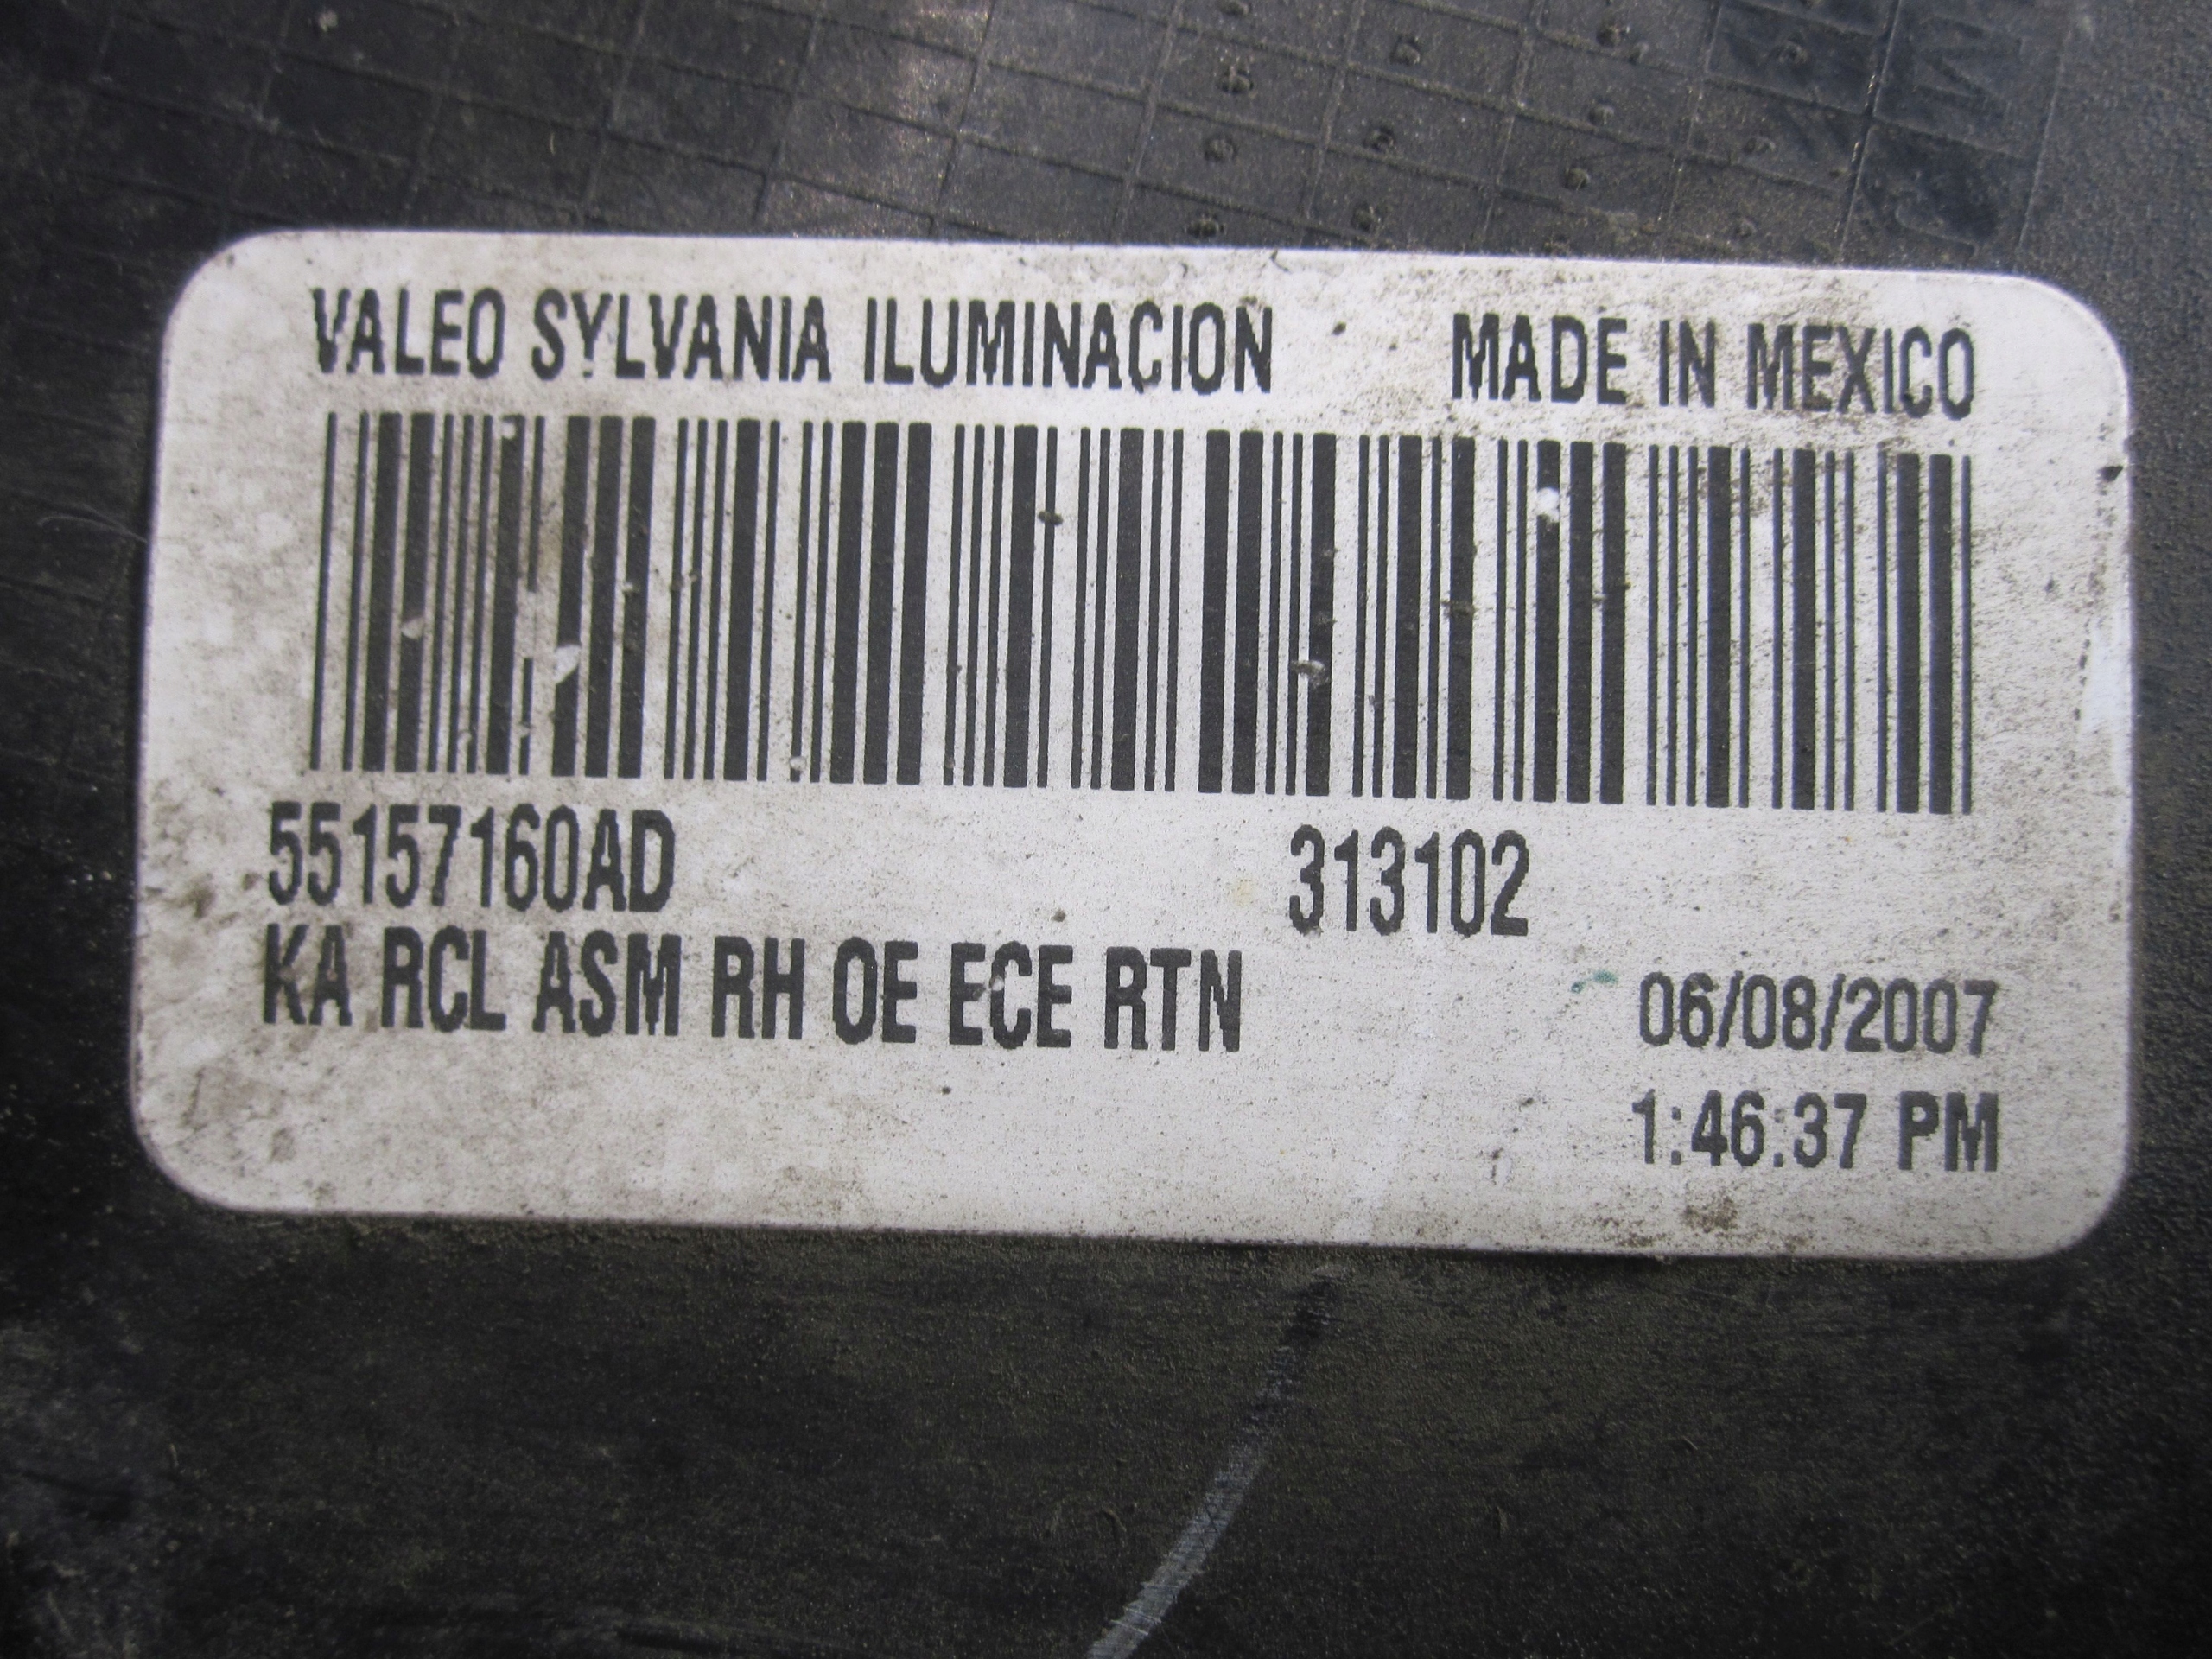 VALEO SYLVANIA ILUMINACION MADE IN MEXICO
55157160AD 313102
KA RCL ASM RH OE ECE RTN
06/08/2007
1:46:37 PM